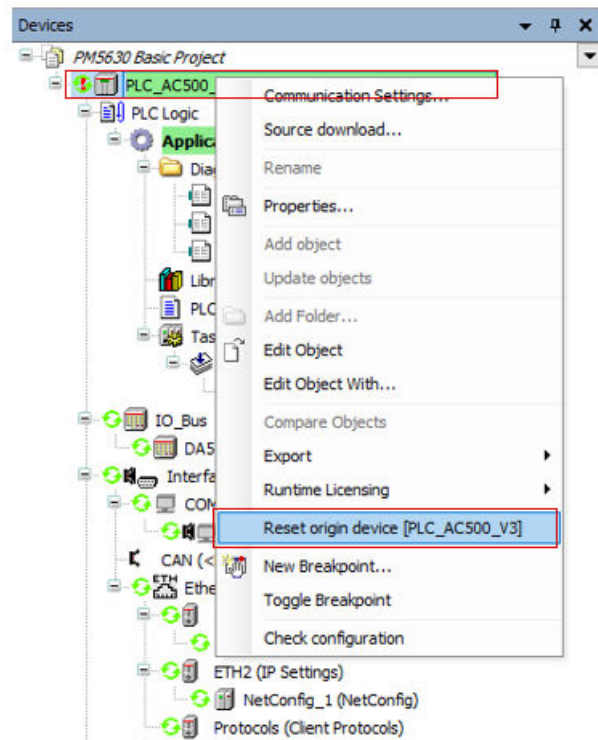 Devices
PM5630 Basic Project
PLC_AC500_
Communication Settings...
PLC Logic
Source download...
Applic
Rename
Dia
Properties...
Add object
Libr
Update objects
PLC
Add Folder...
Tas
Edit Object
Edit Object With...
IO_Bus
Compare Objects
DA5
Export
Interfa
Runtime Licensing
COM
Reset origin device [PLC_AC500_V3]
CAN (<
New Breakpoint...
ETH
Ethe
Toggle Breakpoint
Check configuration
ETH2 (IP Settings)
NetConfig_1 (NetConfig)
Protocols (Client Protocols)